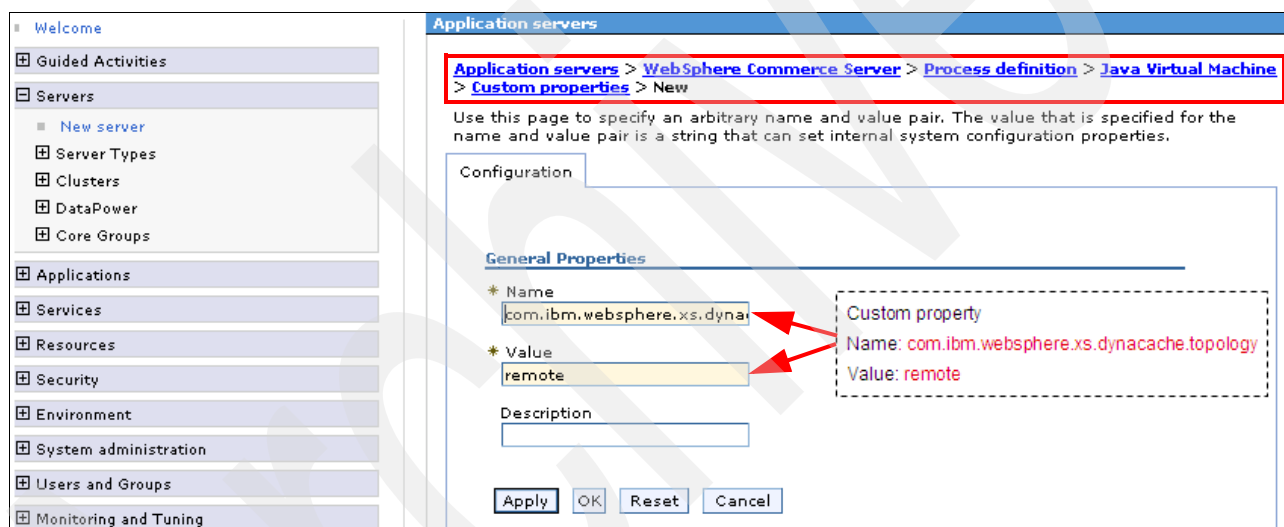 Welcome
Guided Activities
Servers
New server
Server Types
Clusters
DataPower
Core Groups
Applications
Services
Resources
Security
Environment
System administration
Users and Groups
Monitoring and Tuning
Application servers
Application servers > WebSphere Commerce Server > Process definition > Java Virtual Machine
> Custom properties > New
Use this page to specify an arbitrary name and value pair. The value that is specified for the
name and value pair is a string that can set internal system configuration properties.
Configuration
General Properties
* Name
com.ibm.websphere.xs.dyna
* Value
remote
Description
Apply OK Reset Cancel
Custom property
Name: com.ibm.websphere.xs.dynacache.topology
Value: remote